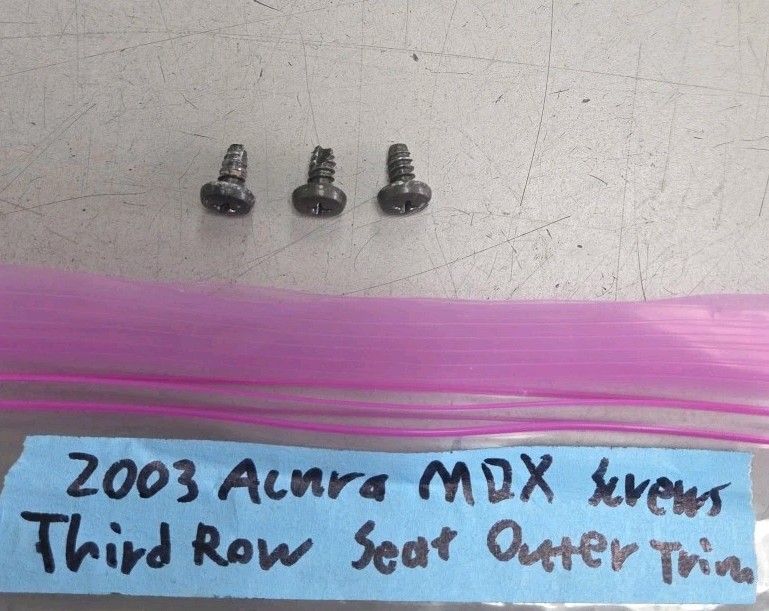 2003 Acura MDX Screws
Third Row Seat Outter Trim